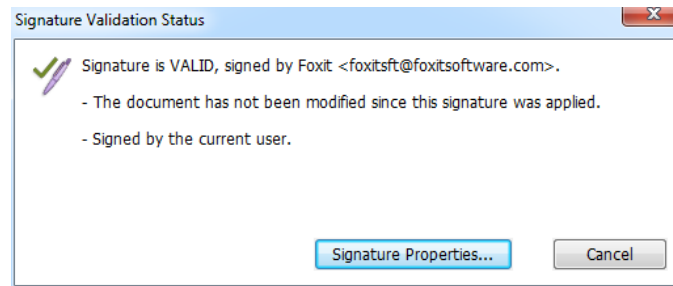 Signature Validation Status
Signature is VALID, signed by Foxit <foxitsft@foxitsoftware.com>.
- The document has not been modified since this signature was applied.
- Signed by the current user.
Signature Properties... Cancel